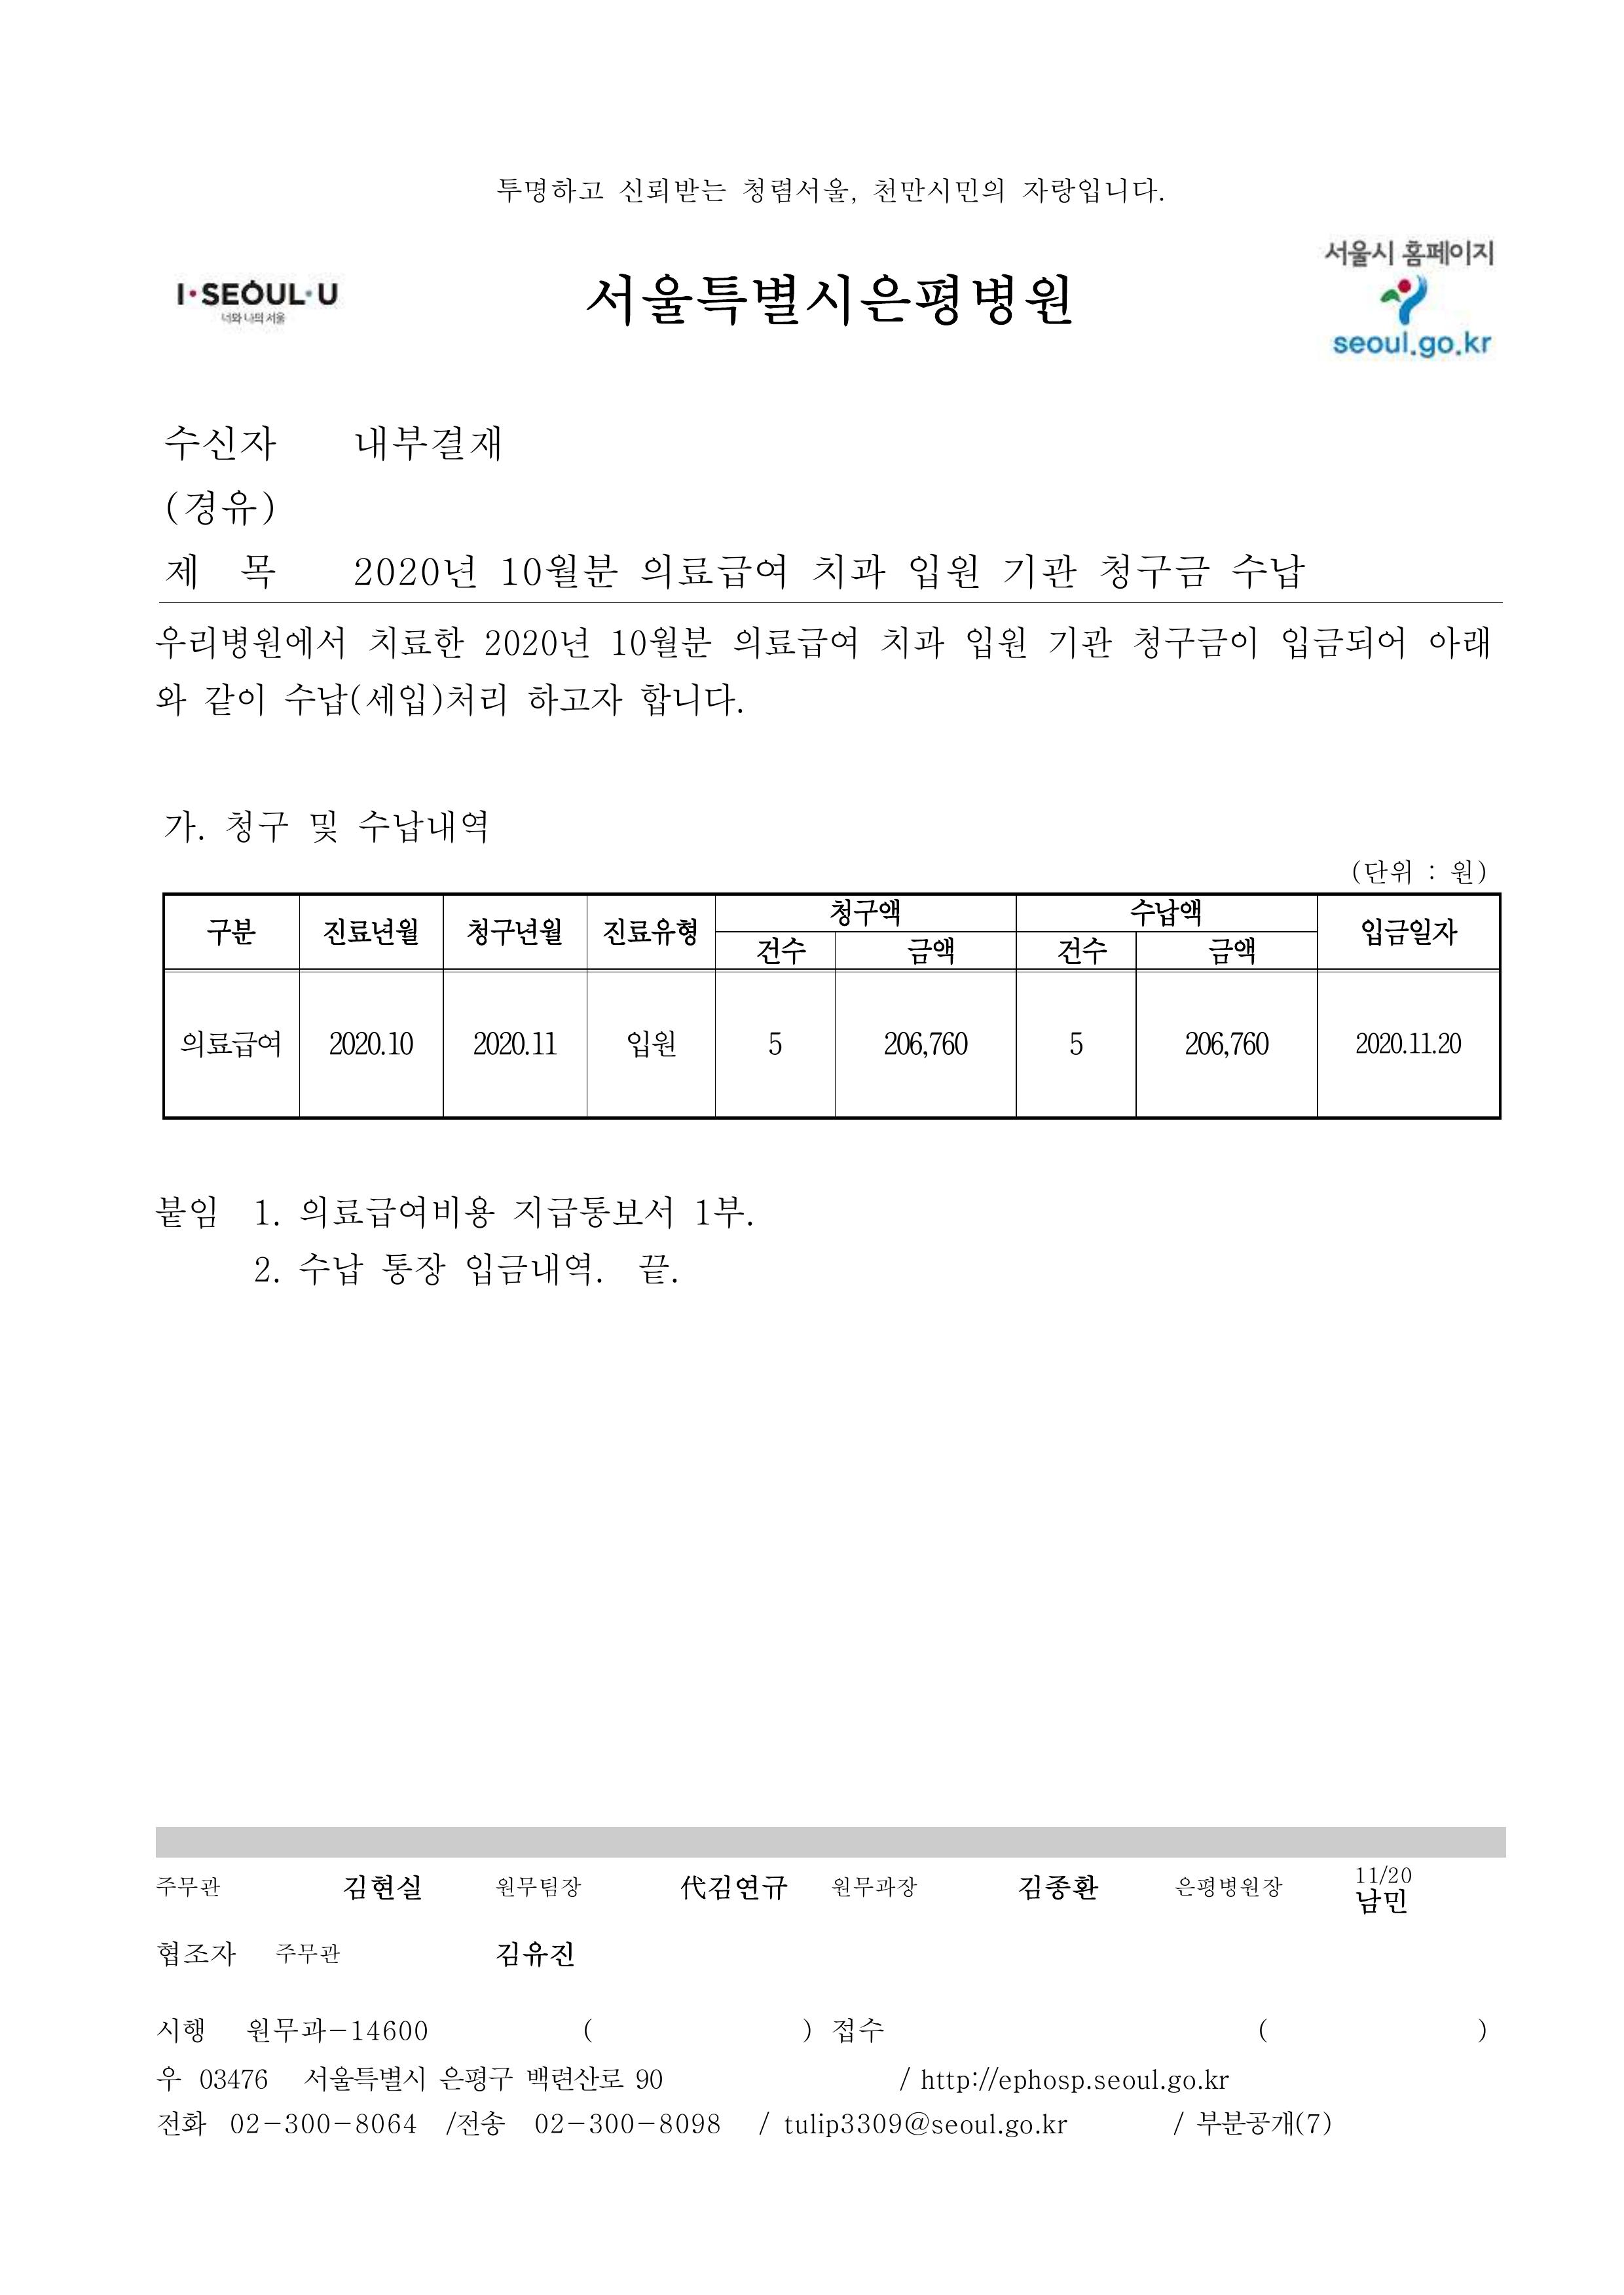 투명하고 신뢰받는 청렴서울, 천만시민의 자랑입니다.
I·SEOUL·U
너와 나의 서울
서울특별시은평병원
서울시 홈페이지
seoul.go.kr
수신자 내부결재
(경유)
제 목 2020년 10월분 의료급여 치과 입원 기관 청구금 수납
우리병원에서 치료한 2020년 10월분 의료급여 치과 입원 기관 청구금이 입금되어 아래
와 같이 수납(세입)처리 하고자 합니다.
가. 청구 및 수납내역
(단위 : 원)
구분 진료년월 청구년월 진료유형 청구액 수납액 입금일자
건수 금액 건수 금액
의료급여 2020.10 2020.11 입원 5 206,760 5 206,760 2020.11.20
붙임 1. 의료급여비용 지급통보서 1부.
2. 수납 통장 입금내역. 끝.
주무관 김현실 원무팀장 代김연규 원무과장 김종환 은평병원장 11/20
남민
협조자 주무관 김유진
시행 원무과-14600 ( ) 접수 ( )
우 03476 서울특별시 은평구 백련산로 90 / http://ephosp.seoul.go.kr
전화 02-300-8064 /전송 02-300-8098 / tulip3309@seoul.go.kr / 부분공개(7)